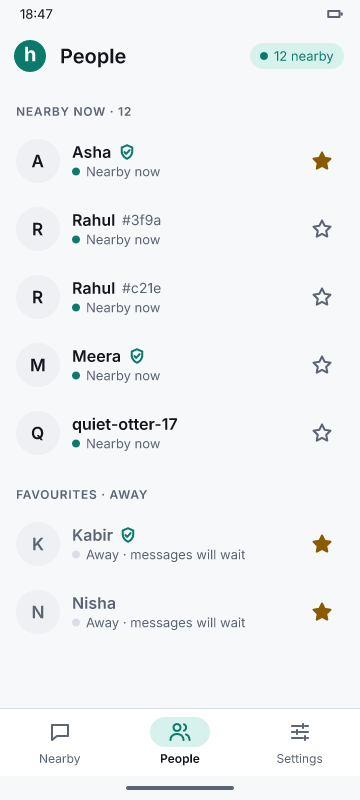 18:47
h People 12 nearby
NEARBY NOW · 12
A Asha
Nearby now
R Rahul #3f9a
Nearby now
R Rahul #c21e
Nearby now
M Meera
Nearby now
Q quiet-otter-17
Nearby now
FAVOURITES · AWAY
K Kabir
Away · messages will wait
N Nisha
Away · messages will wait
Nearby People Settings